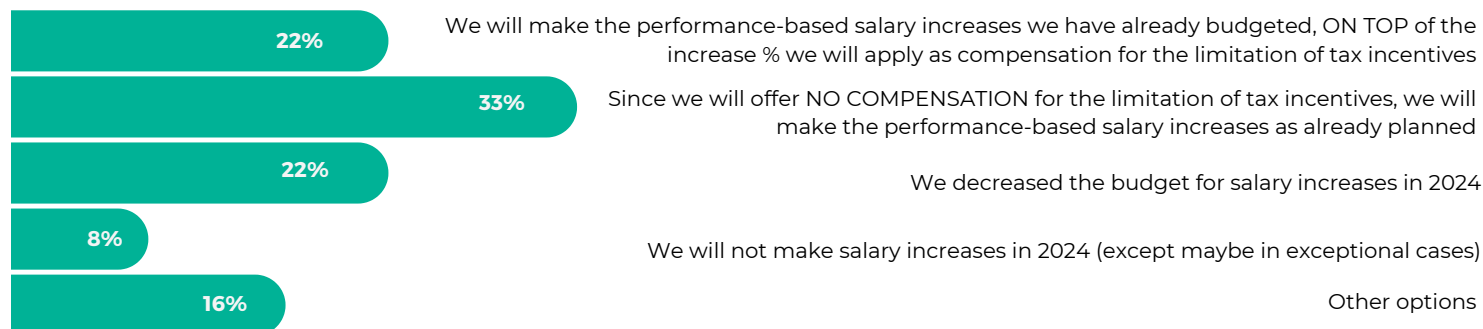 22%
We will make the performance-based salary increases we have already budgeted, ON TOP of the
increase % we will apply as compensation for the limitation of tax incentives
33%
Since we will offer NO COMPENSATION for the limitation of tax incentives, we will
make the performance-based salary increases as already planned
22%
We decreased the budget for salary increases in 2024
8%
We will not make salary increases in 2024 (except maybe in exceptional cases)
16%
Other options